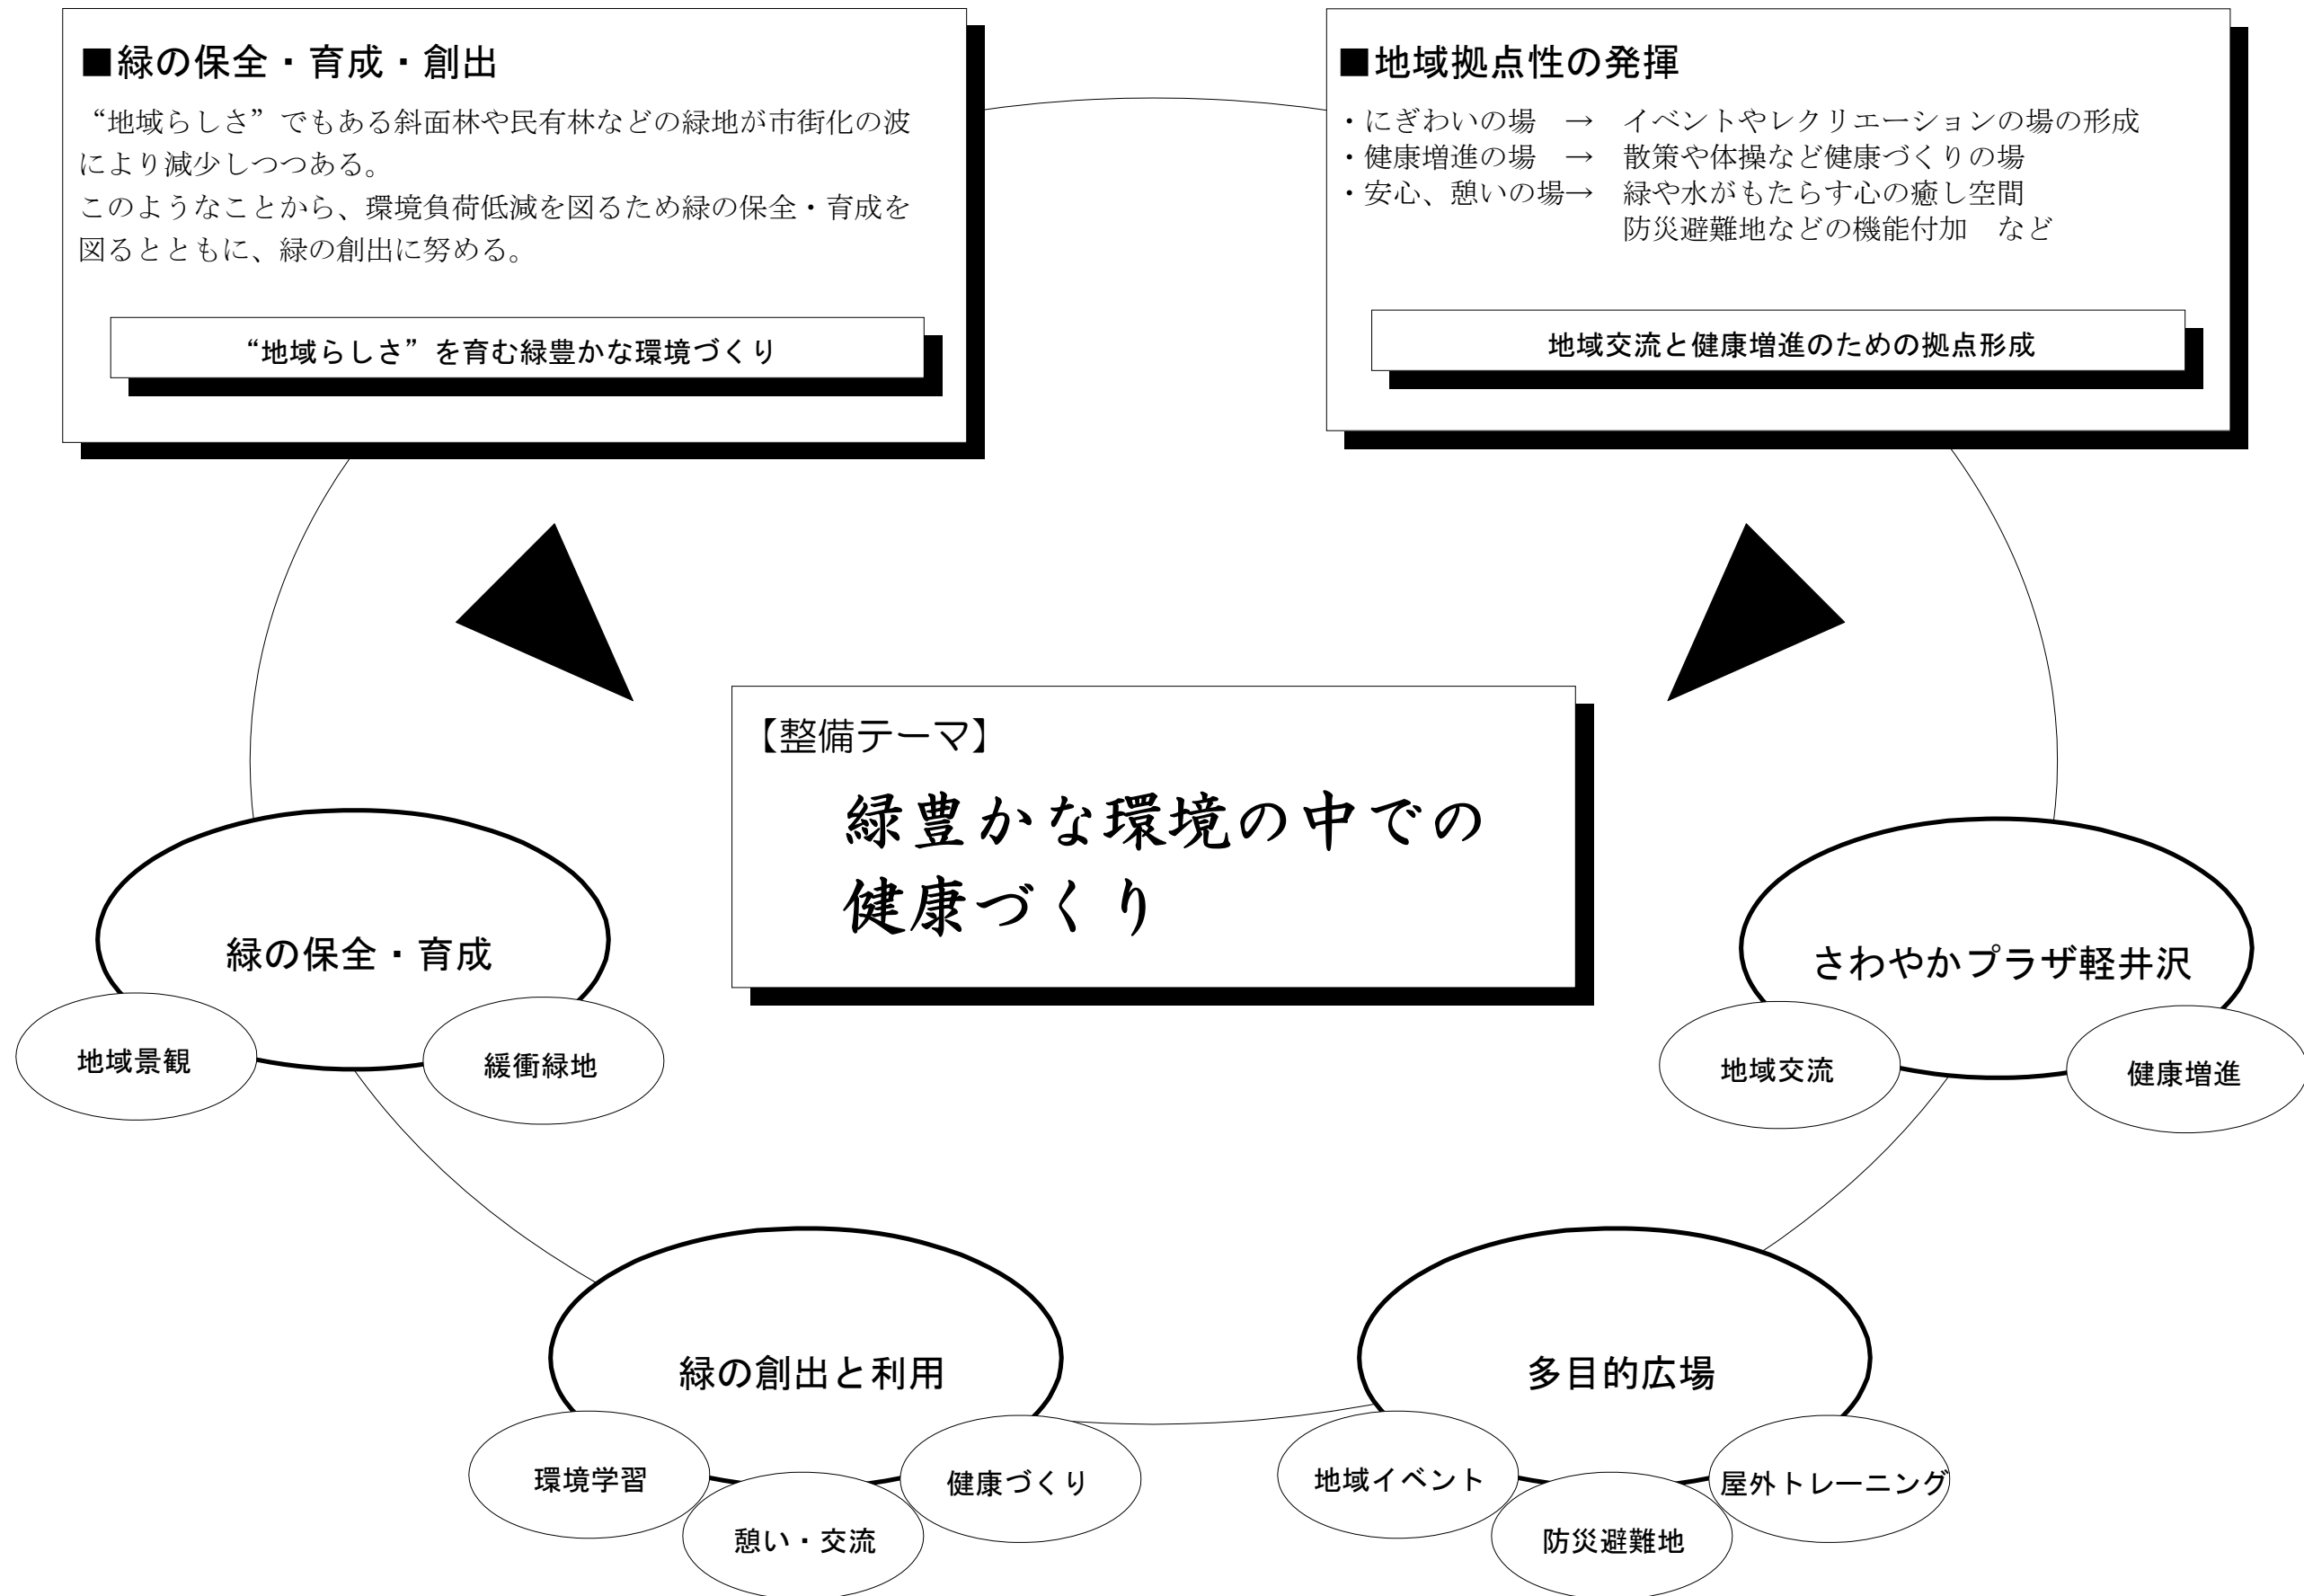 ■緑の保全・育成・創出
“地域らしさ”でもある斜面林や民有林などの緑地が市街化の波
により減少しつつある。
このようなことから、環境負荷低減を図るため緑の保全・育成を
図るとともに、緑の創出に努める。
“地域らしさ”を育む緑豊かな環境づくり
■地域拠点性の発揮
・にぎわいの場　→　イベントやレクリエーションの場の形成
・健康増進の場　→　散策や体操など健康づくりの場
・安心、憩いの場→　緑や水がもたらす心の癒し空間
防災避難地などの機能付加　など
地域交流と健康増進のための拠点形成
【整備テーマ】
緑豊かな環境の中での
健康づくり
緑の保全・育成
地域景観
緩衝緑地
さわやかプラザ軽井沢
地域交流
健康増進
緑の創出と利用
環境学習
憩い・交流
健康づくり
多目的広場
地域イベント
防災避難地
屋外トレーニング